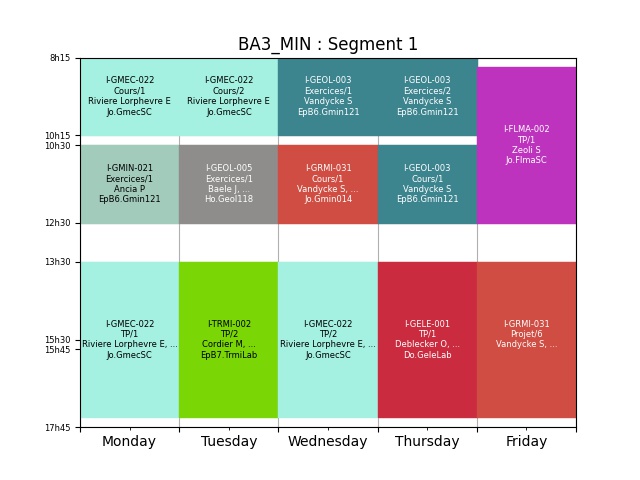 BA3_MIN : Segment 1
8h15
I-GMEC-022
Cours/1
Riviere Lorphevre E
Jo.GmecSC
I-GMEC-022
Cours/2
Riviere Lorphevre E
Jo.GmecSC
I-GEOL-003
Exercices/1
Vandycke S
EpB6.Gmin121
I-GEOL-003
Exercices/2
Vandycke S
EpB6.Gmin121
I-FLMA-002
TP/1
Zeoli S
Jo.FlmaSC
10h15
10h30
I-GMIN-021
Exercices/1
Ancia P
EpB6.Gmin121
I-GEOL-005
Exercices/1
Baele J, ...
Ho.Geol118
I-GRMI-031
Cours/1
Vandycke S, ...
Jo.Gmin014
I-GEOL-003
Cours/1
Vandycke S
EpB6.Gmin121
12h30
13h30
I-GMEC-022
TP/1
Riviere Lorphevre E, ...
Jo.GmecSC
I-TRMI-002
TP/2
Cordier M, ...
EpB7.TrmiLab
I-GMEC-022
TP/2
Riviere Lorphevre E, ...
Jo.GmecSC
I-GELE-001
TP/1
Deblecker O, ...
Do.GeleLab
I-GRMI-031
Projet/6
Vandycke S, ...
15h30
15h45
17h45
Monday
Tuesday
Wednesday
Thursday
Friday